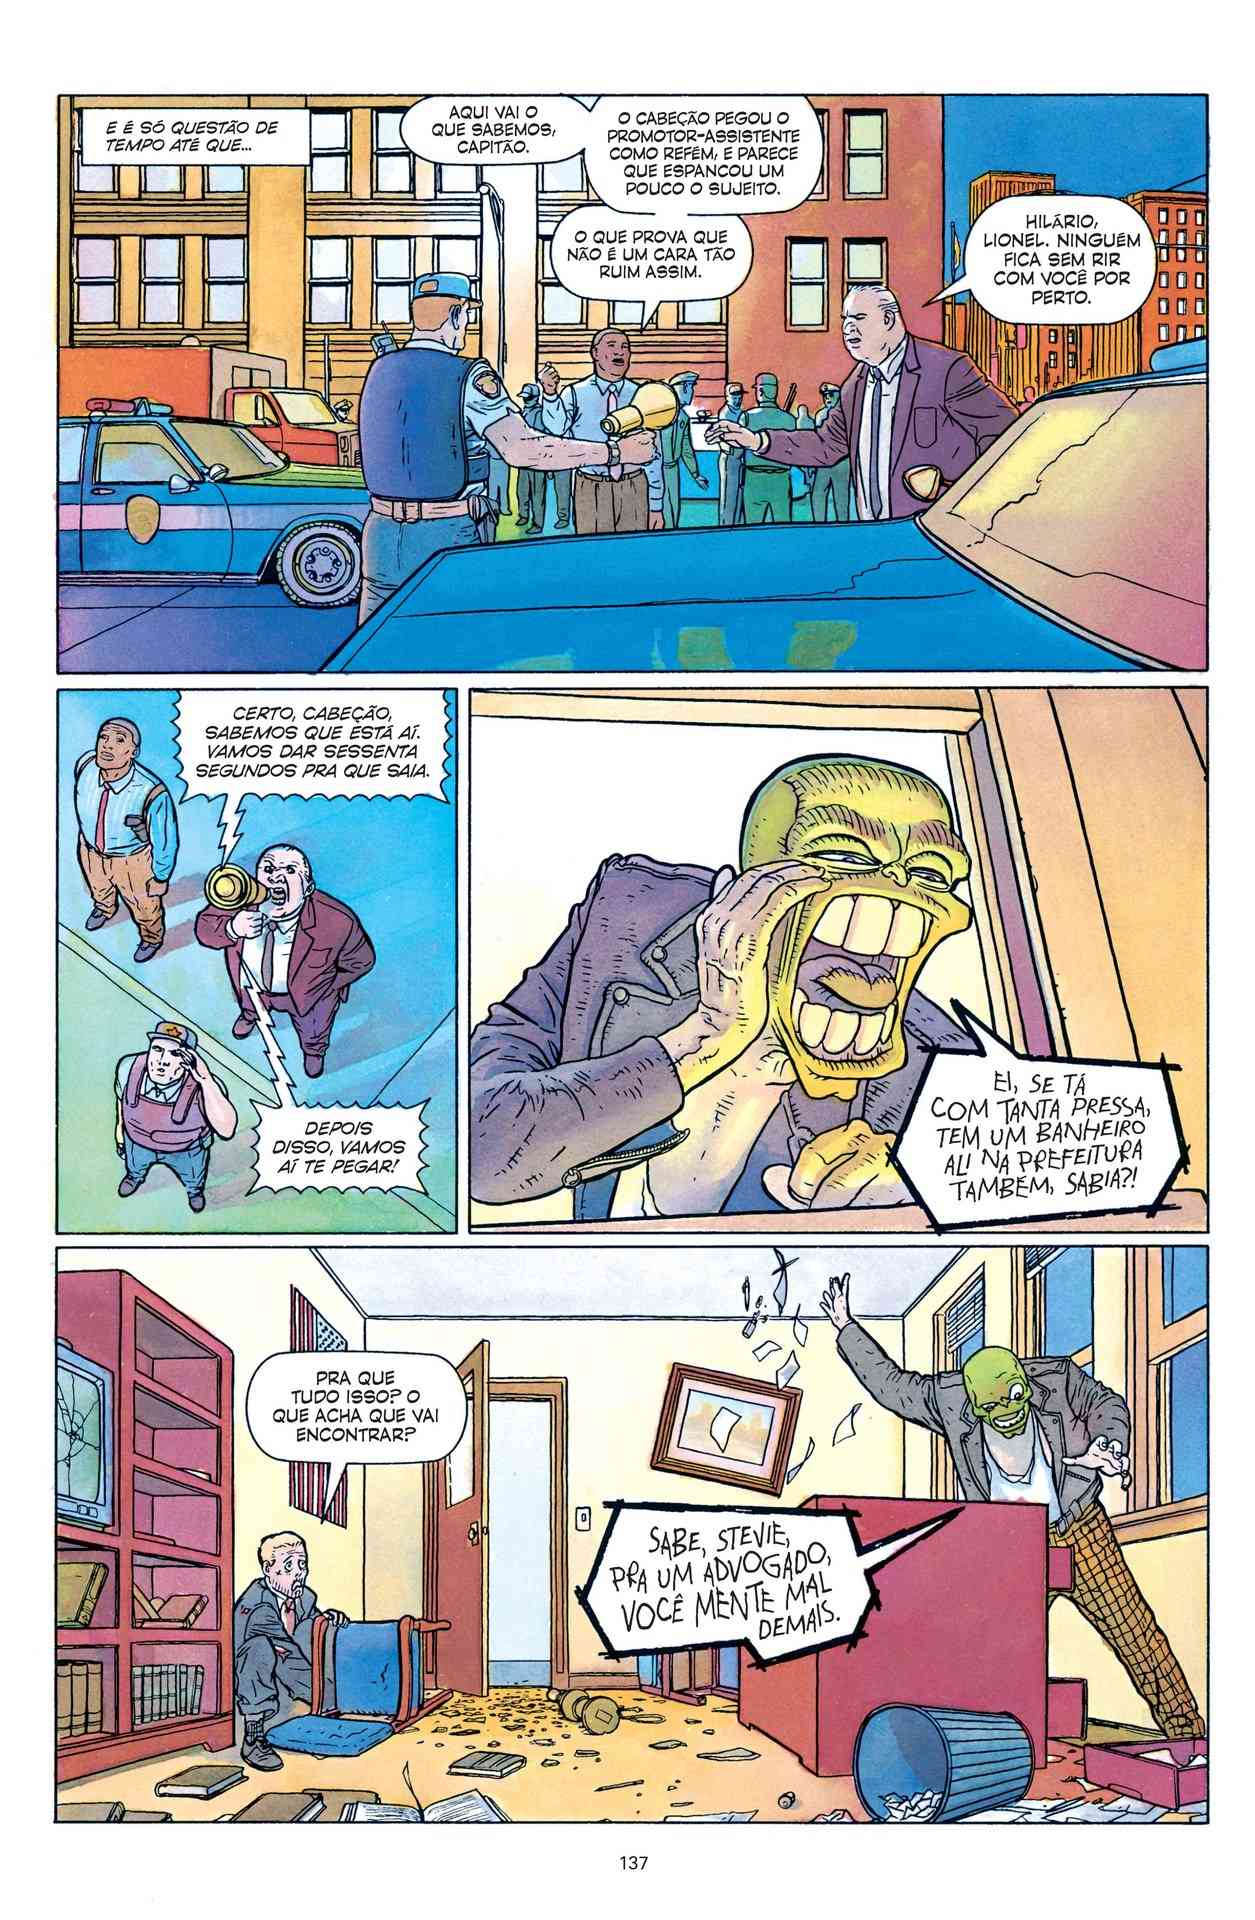 E É SÓ QUESTÃO DE
TEMPO ATÉ QUE...
AQUI VAI O
QUE SABEMOS,
CAPITÃO.
O CABEÇÃO PEGOU O
PROMOTOR-ASSISTENTE
COMO REFÉM, E PARECE
QUE ESPANCOU UM
POUCO O SUJEITO.
O QUE PROVA QUE
NÃO É UM CARA TÃO
RUIM ASSIM.
HILÁRIO,
LIONEL. NINGUÉM
FICA SEM RIR
COM VOCÊ POR
PERTO.
CERTO, CABEÇÃO,
SABEMOS QUE ESTÁ AÍ.
VAMOS DAR SESSENTA
SEGUNDOS PRA QUE SAIA.
DEPOIS
DISSO, VAMOS
AÍ TE PEGAR!
EI, SE TÁ
COM TANTA PRESSA,
TEM UM BANHEIRO
ALI NA PREFEITURA
TAMBÉM, SABIA?!
PRA QUE
TUDO ISSO? O
QUE ACHA QUE VAI
ENCONTRAR?
SABE, STEVIE,
PRA UM ADVOGADO,
VOCÊ MENTE MAL
DEMAIS.
137